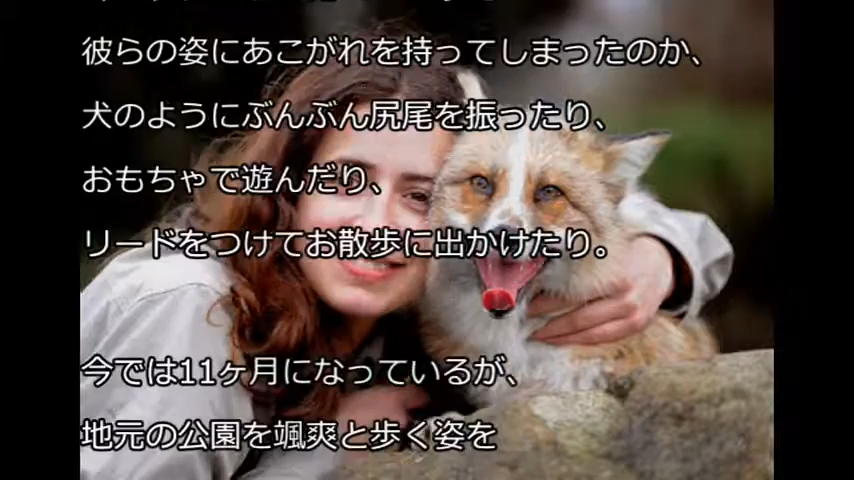 彼らの姿にあこがれを持ってしまったのか、
犬のようにぶんぶん尻尾を振ったり、
おもちゃで遊んだり、
リードをつけてお散歩に出かけたり。
今では11ヶ月になっているが、
地元の公園を颯爽と歩く姿を